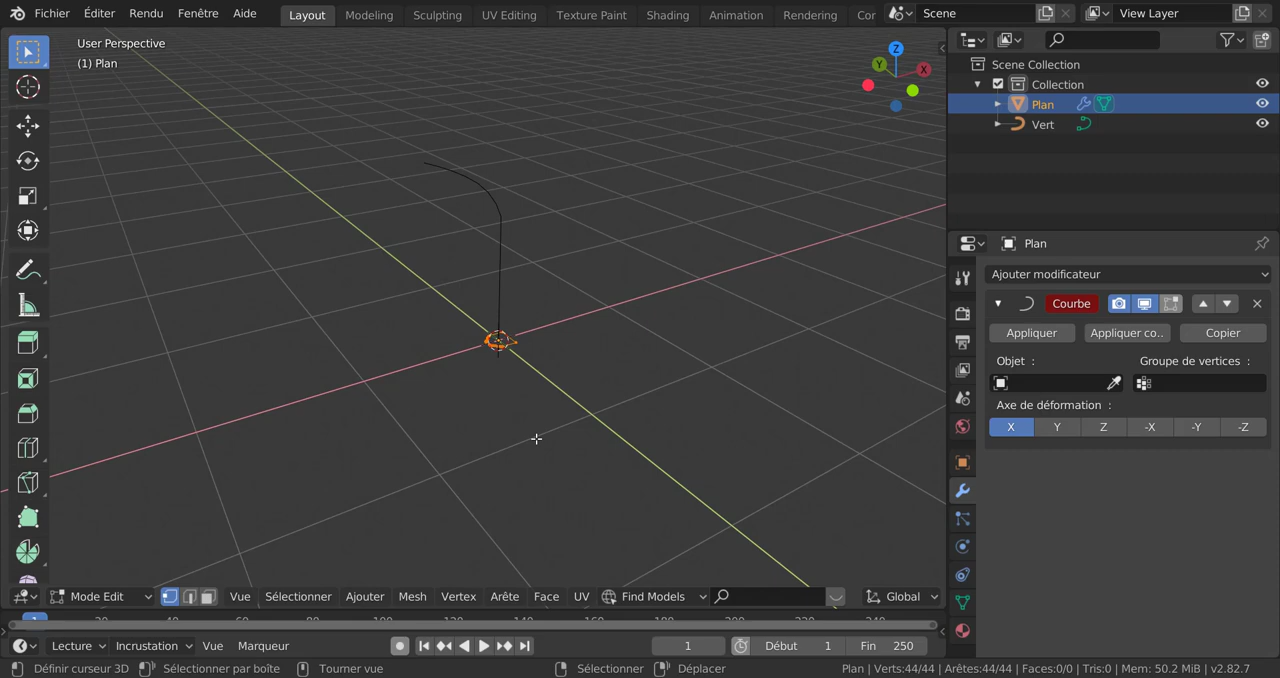 Fichier Éditer Rendu Fenêtre Aide Layout Modeling Sculpting UV Editing Texture Paint Shading Animation Rendering Cor Scene View Layer
User Perspective
(1) Plan
Z
Y
X
Scene Collection
Collection
Plan
Vert
Plan
Ajouter modificateur
Courbe
Appliquer Appliquer co.. Copier
Objet : Groupe de vertices :
Axe de déformation :
X Y Z -X -Y -Z
Mode Edit Vue Sélectionner Ajouter Mesh Vertex Arête Face UV Find Models Global
Lecture Incrustation Vue Marqueur 1 Début 1 Fin 250
Définir curseur 3D Sélectionner par boîte Tourner vue Sélectionner Déplacer Plan | Verts:44/44 | Arêtes:44/44 | Faces:0/0 | Tris:0 | Mem: 50.2 MiB | v2.82.7